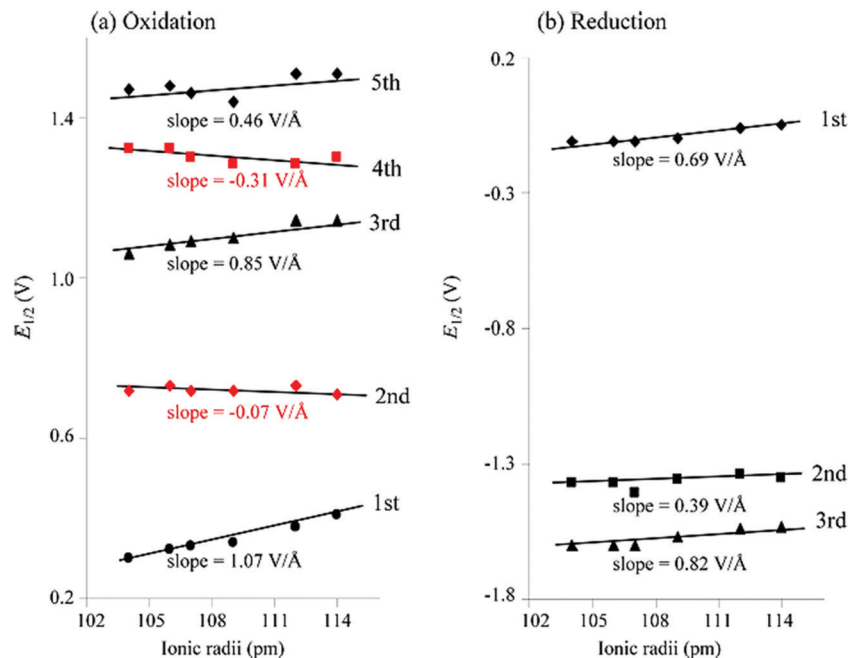 (a) Oxidation
1.4
1.0
0.6
0.2
E1/2 (V)
5th
slope = 0.46 V/Å
4th
slope = -0.31 V/Å
3rd
slope = 0.85 V/Å
2nd
slope = -0.07 V/Å
1st
slope = 1.07 V/Å
102 105 108 111 114
Ionic radii (pm)
(b) Reduction
0.2
-0.3
-0.8
-1.3
-1.8
E1/2 (V)
1st
slope = 0.69 V/Å
2nd
slope = 0.39 V/Å
3rd
slope = 0.82 V/Å
102 105 108 111 114
Ionic radii (pm)